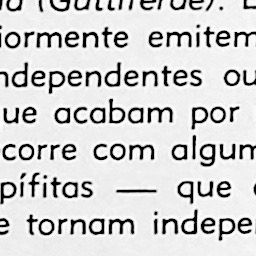 (Guttiferae).
iormente emitem
ndependentes ou
ue acabam por
corre com algum
pífitas — que
e tornam indepe